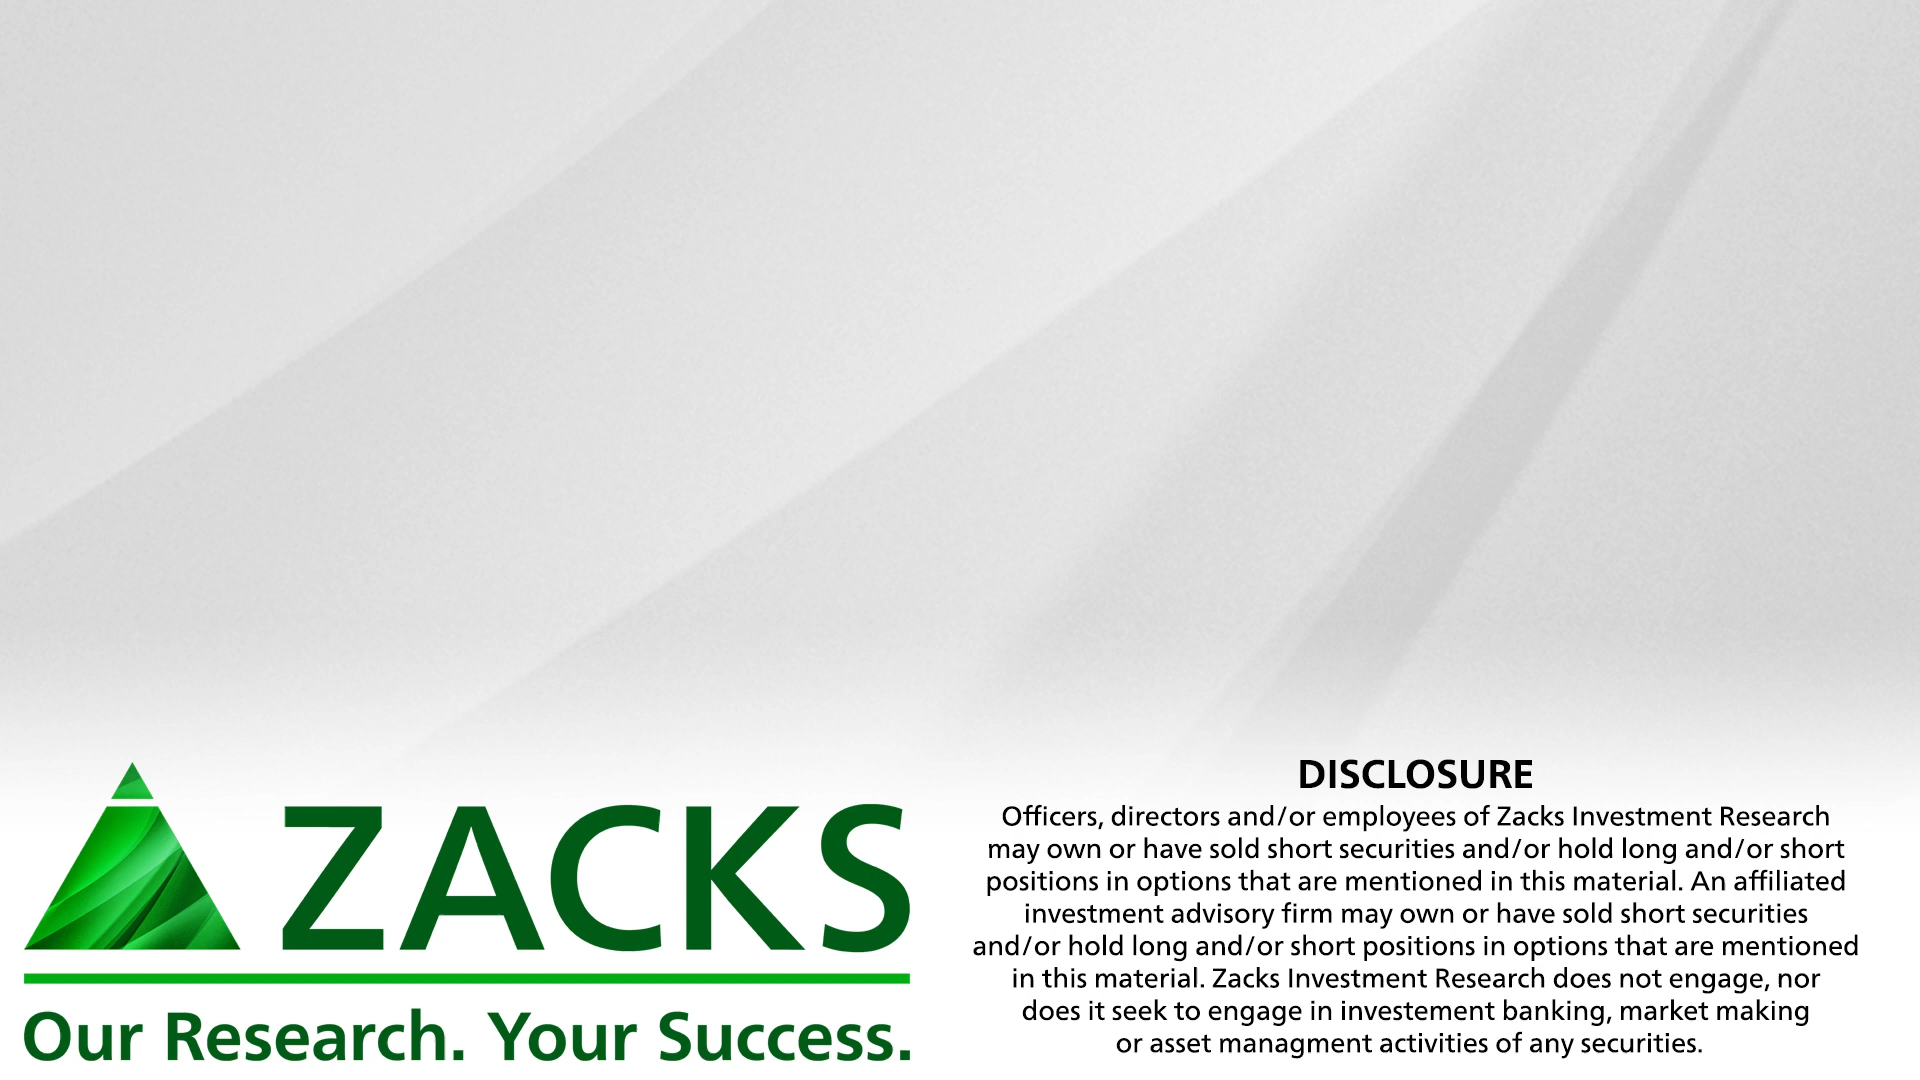 ZACKS
Our Research. Your Success.
DISCLOSURE
Officers, directors and/or employees of Zacks Investment Research
may own or have sold short securities and/or hold long and/or short
positions in options that are mentioned in this material. An affiliated
investment advisory firm may own or have sold short securities
and/or hold long and/or short positions in options that are mentioned
in this material. Zacks Investment Research does not engage, nor
does it seek to engage in investement banking, market making
or asset managment activities of any securities.